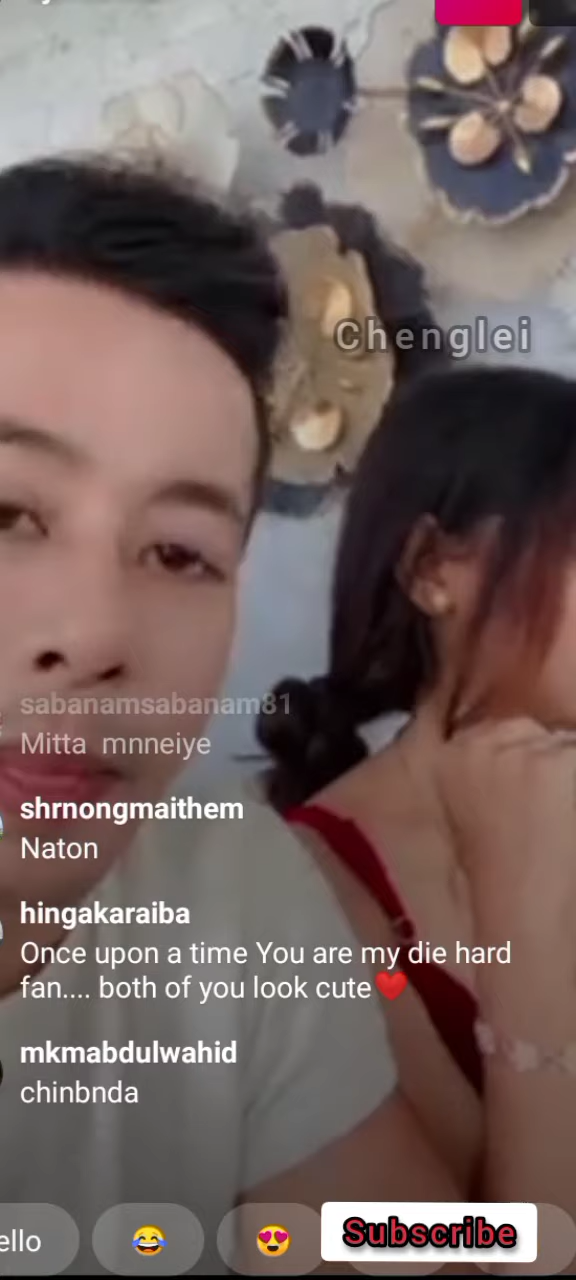 Chenglei
sabanamsabanam81
Mitta mnneiye
shrnongmaithem
Naton
hingakaraiba
Once upon a time You are my die hard
fan.... both of you look cute❤️
mkmabdulwahid
chinbnda
ello 😂 😍 Subscribe